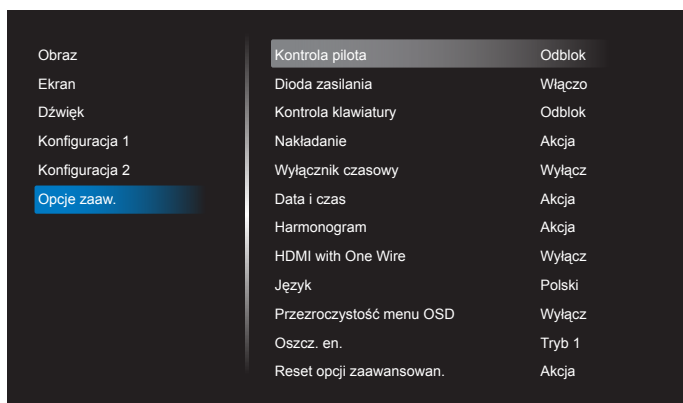 Obraz
Ekran
Dźwięk
Konfiguracja 1
Konfiguracja 2
Opcje zaaw.
Kontrola pilota Odblok
Dioda zasilania Włączo
Kontrola klawiatury Odblok
Nakładanie Akcja
Wyłącznik czasowy Wyłącz
Data i czas Akcja
Harmonogram Akcja
HDMI with One Wire Wyłącz
Język Polski
Przezroczystość menu OSD Wyłącz
Oszcz. en. Tryb 1
Reset opcji zaawansowan. Akcja